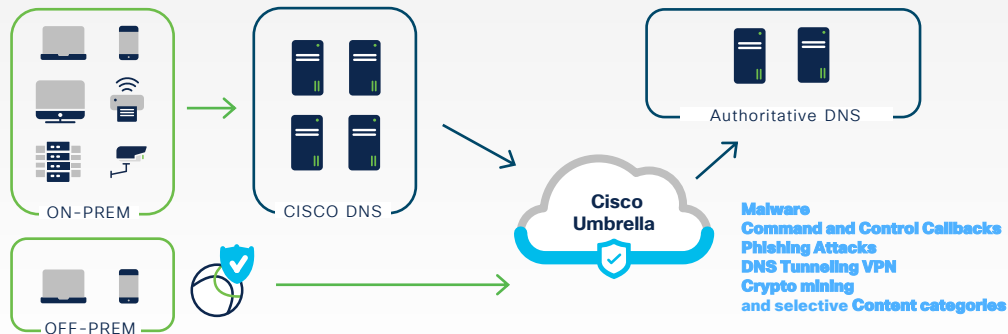 ON-PREM
CISCO DNS
Authoritative DNS
Cisco
Umbrella
Malware
Command and Control Callbacks
Phishing Attacks
DNS Tunneling VPN
Crypto mining
and selective Content categories
OFF-PREM